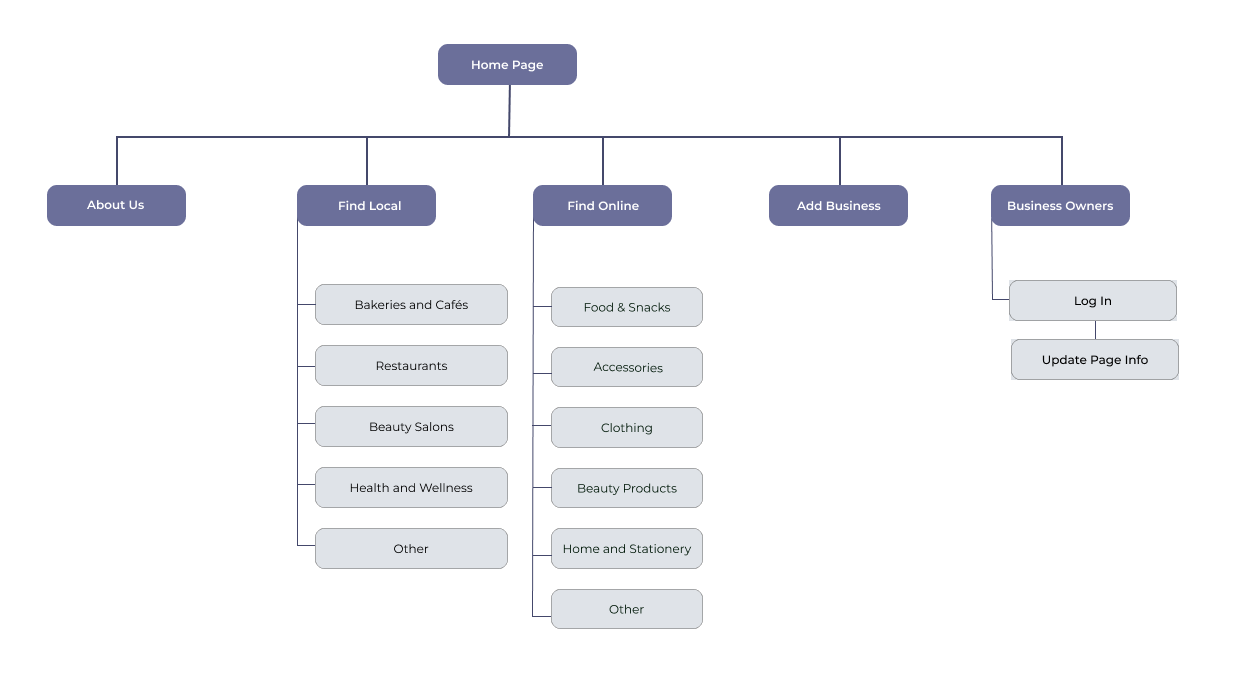 Home Page
About Us
Find Local
Find Online
Add Business
Business Owners
Bakeries and Cafés
Restaurants
Beauty Salons
Health and Wellness
Other
Food & Snacks
Accessories
Clothing
Beauty Products
Home and Stationery
Other
Log In
Update Page Info